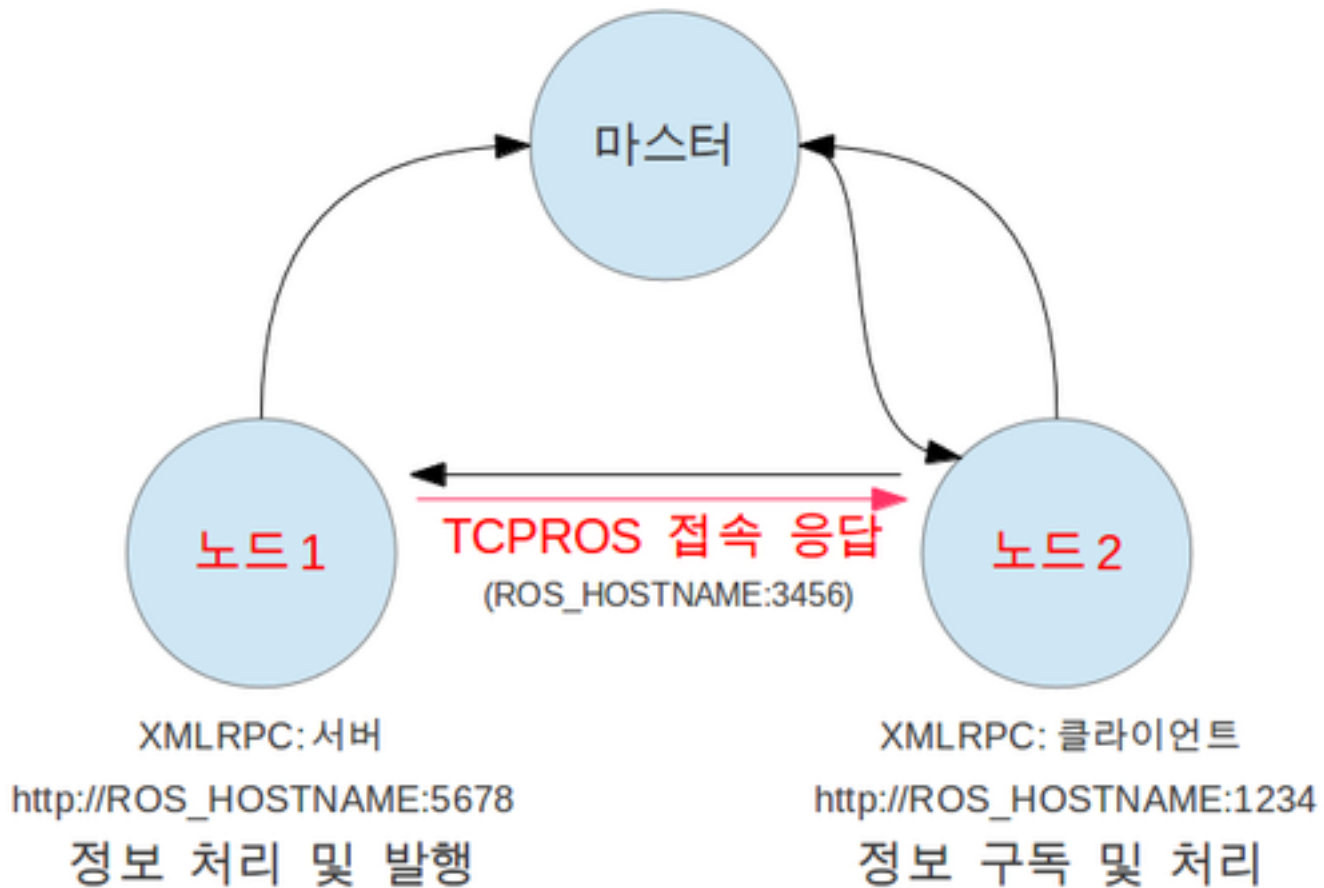 마스터
노드1
노드2
TCPROS 접속 응답
(ROS_HOSTNAME:3456)
XMLRPC: 서버
http://ROS_HOSTNAME:5678
정보 처리 및 발행
XMLRPC: 클라이언트
http://ROS_HOSTNAME:1234
정보 구독 및 처리